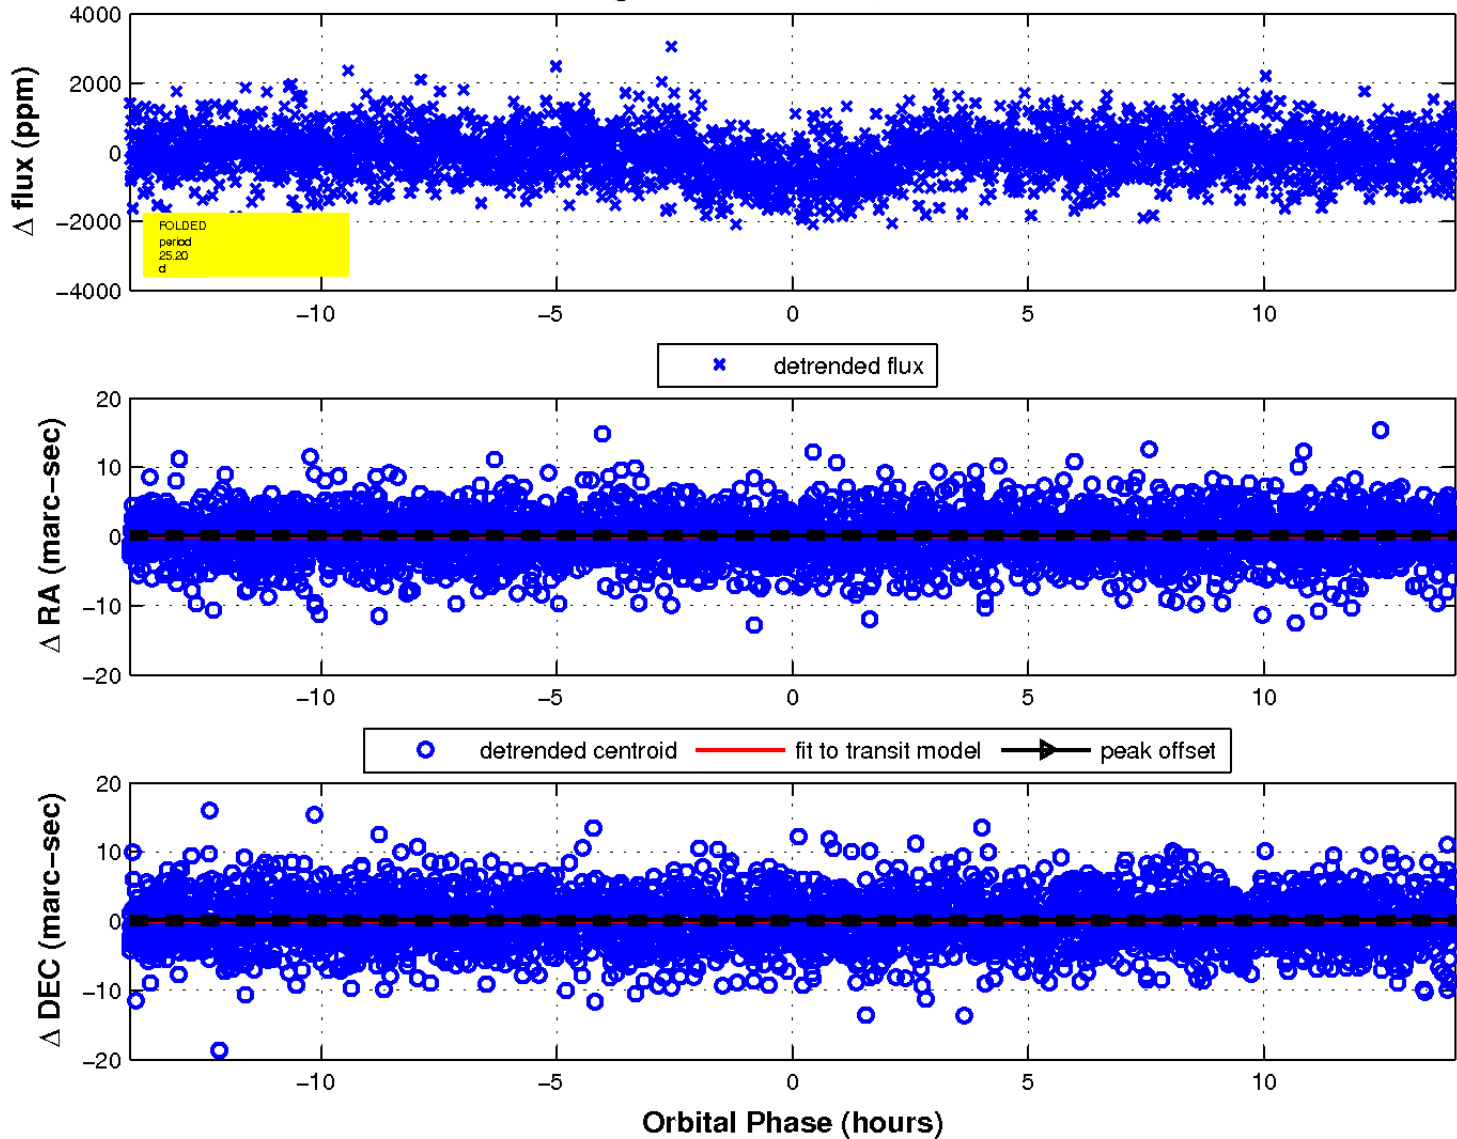 4000
2000
0
−2000
−4000
Δ flux (ppm)
FOLDED
period
25.20
d
−10
−5
0
5
10
detrended flux
20
10
0
−10
−20
Δ RA (marc−sec)
−10
−5
0
5
10
detrended centroid
fit to transit model
peak offset
20
10
0
−10
−20
Δ DEC (marc−sec)
−10
−5
0
5
10
Orbital Phase (hours)